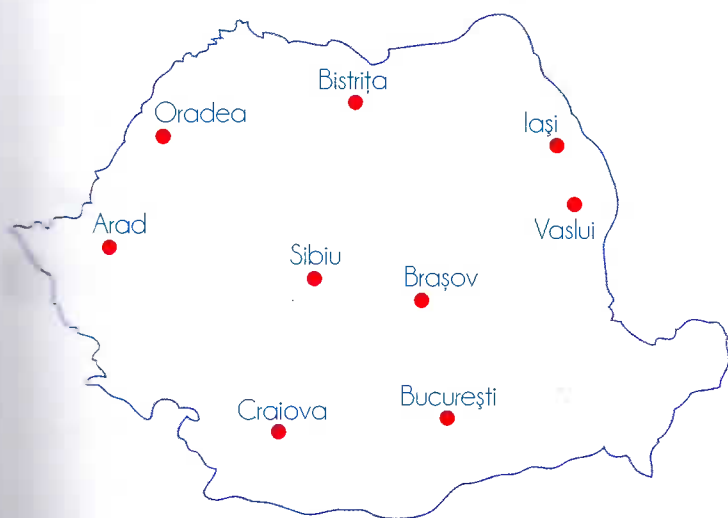 Bistrița
Oradea
Iași
Arad
Vaslui
Sibiu
Brașov
București
Craiova